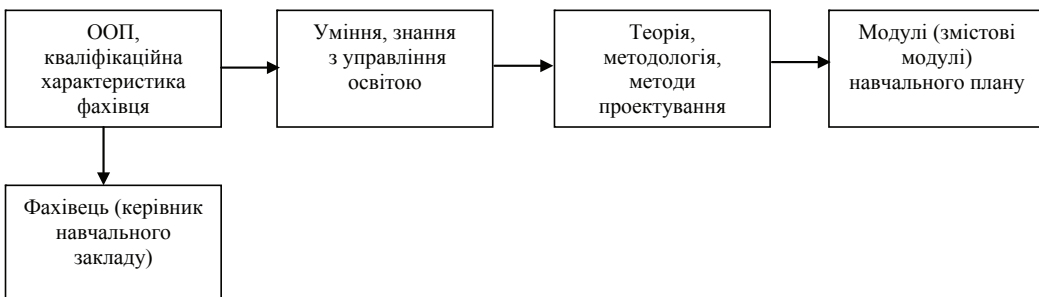 ООП,
кваліфікаційна
характеристика
фахівця
Уміння, знання
з управління
освітою
Теорія,
методологія,
методи
проектування
Модулі (змістові
модулі)
навчального плану
Фахівець (керівник
навчального
закладу)